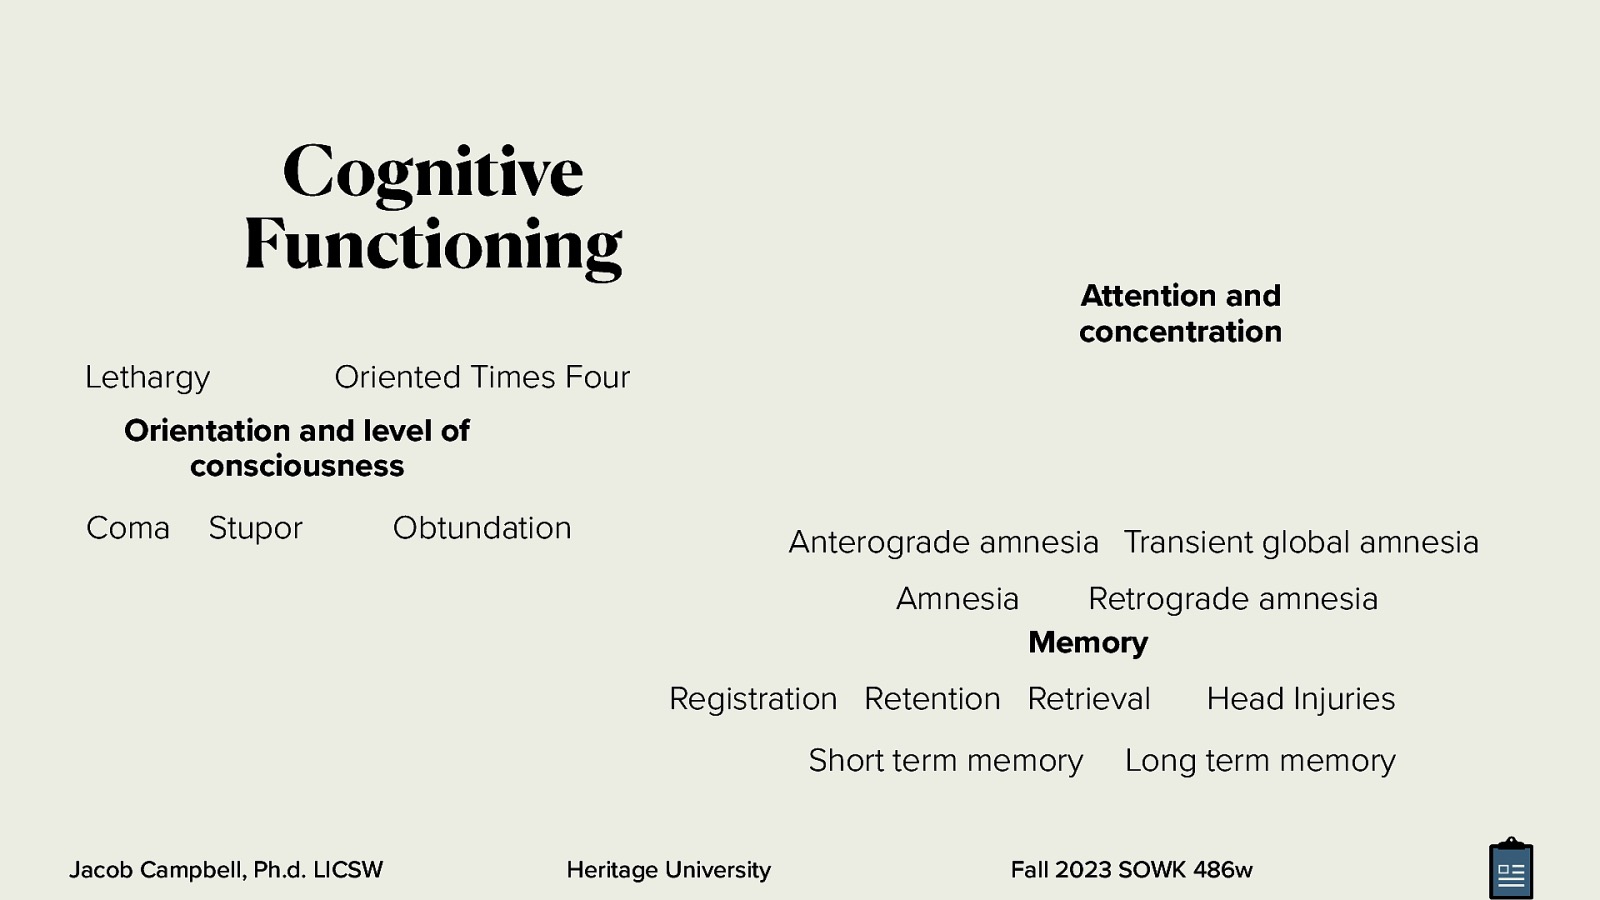 Cognitive
Functioning
Attention and
concentration
Lethargy Oriented Times Four
Orientation and level of
consciousness
Coma Stupor Obtundation
Anterograde amnesia Transient global amnesia
Amnesia Retrograde amnesia
Memory
Registration Retention Retrieval Head Injuries
Short term memory Long term memory
Jacob Campbell, Ph.d. LICSW Heritage University Fall 2023 SOWK 486w